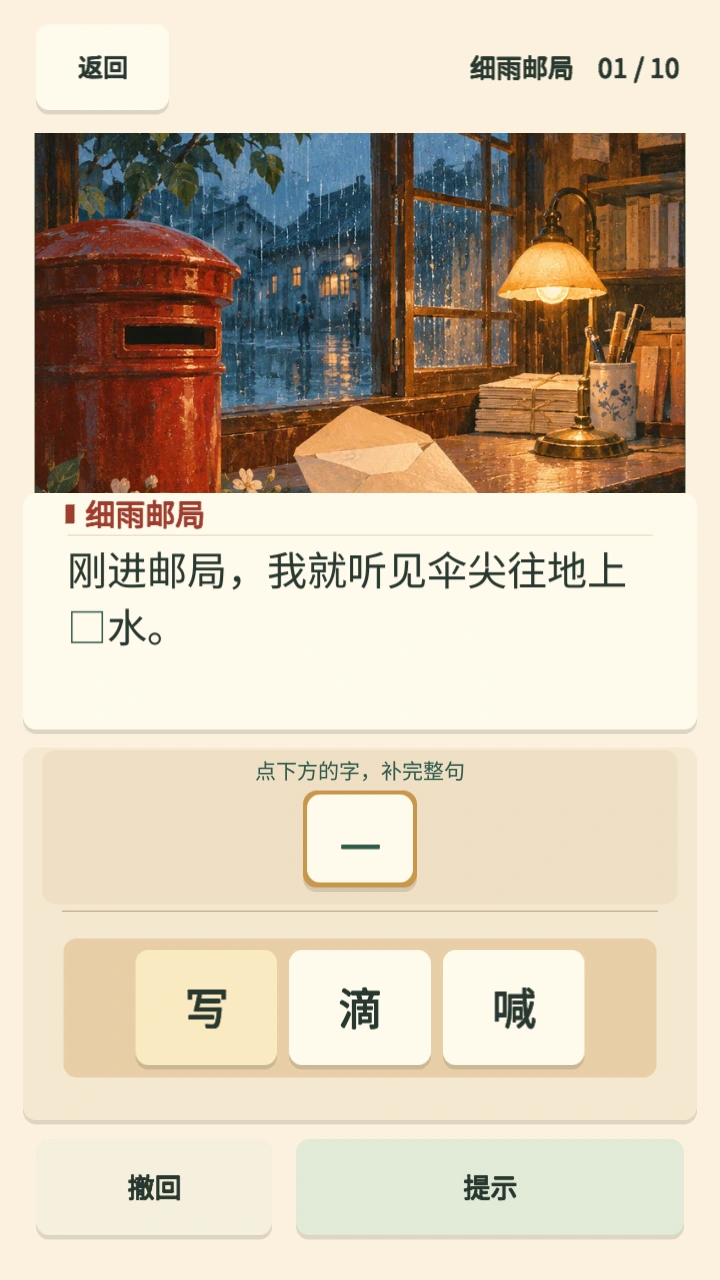 返回
细雨邮局 01 / 10
细雨邮局
刚进邮局，我就听见伞尖往地上
□水。
点下方的字，补完整句
—
写 滴 喊
撤回 提示